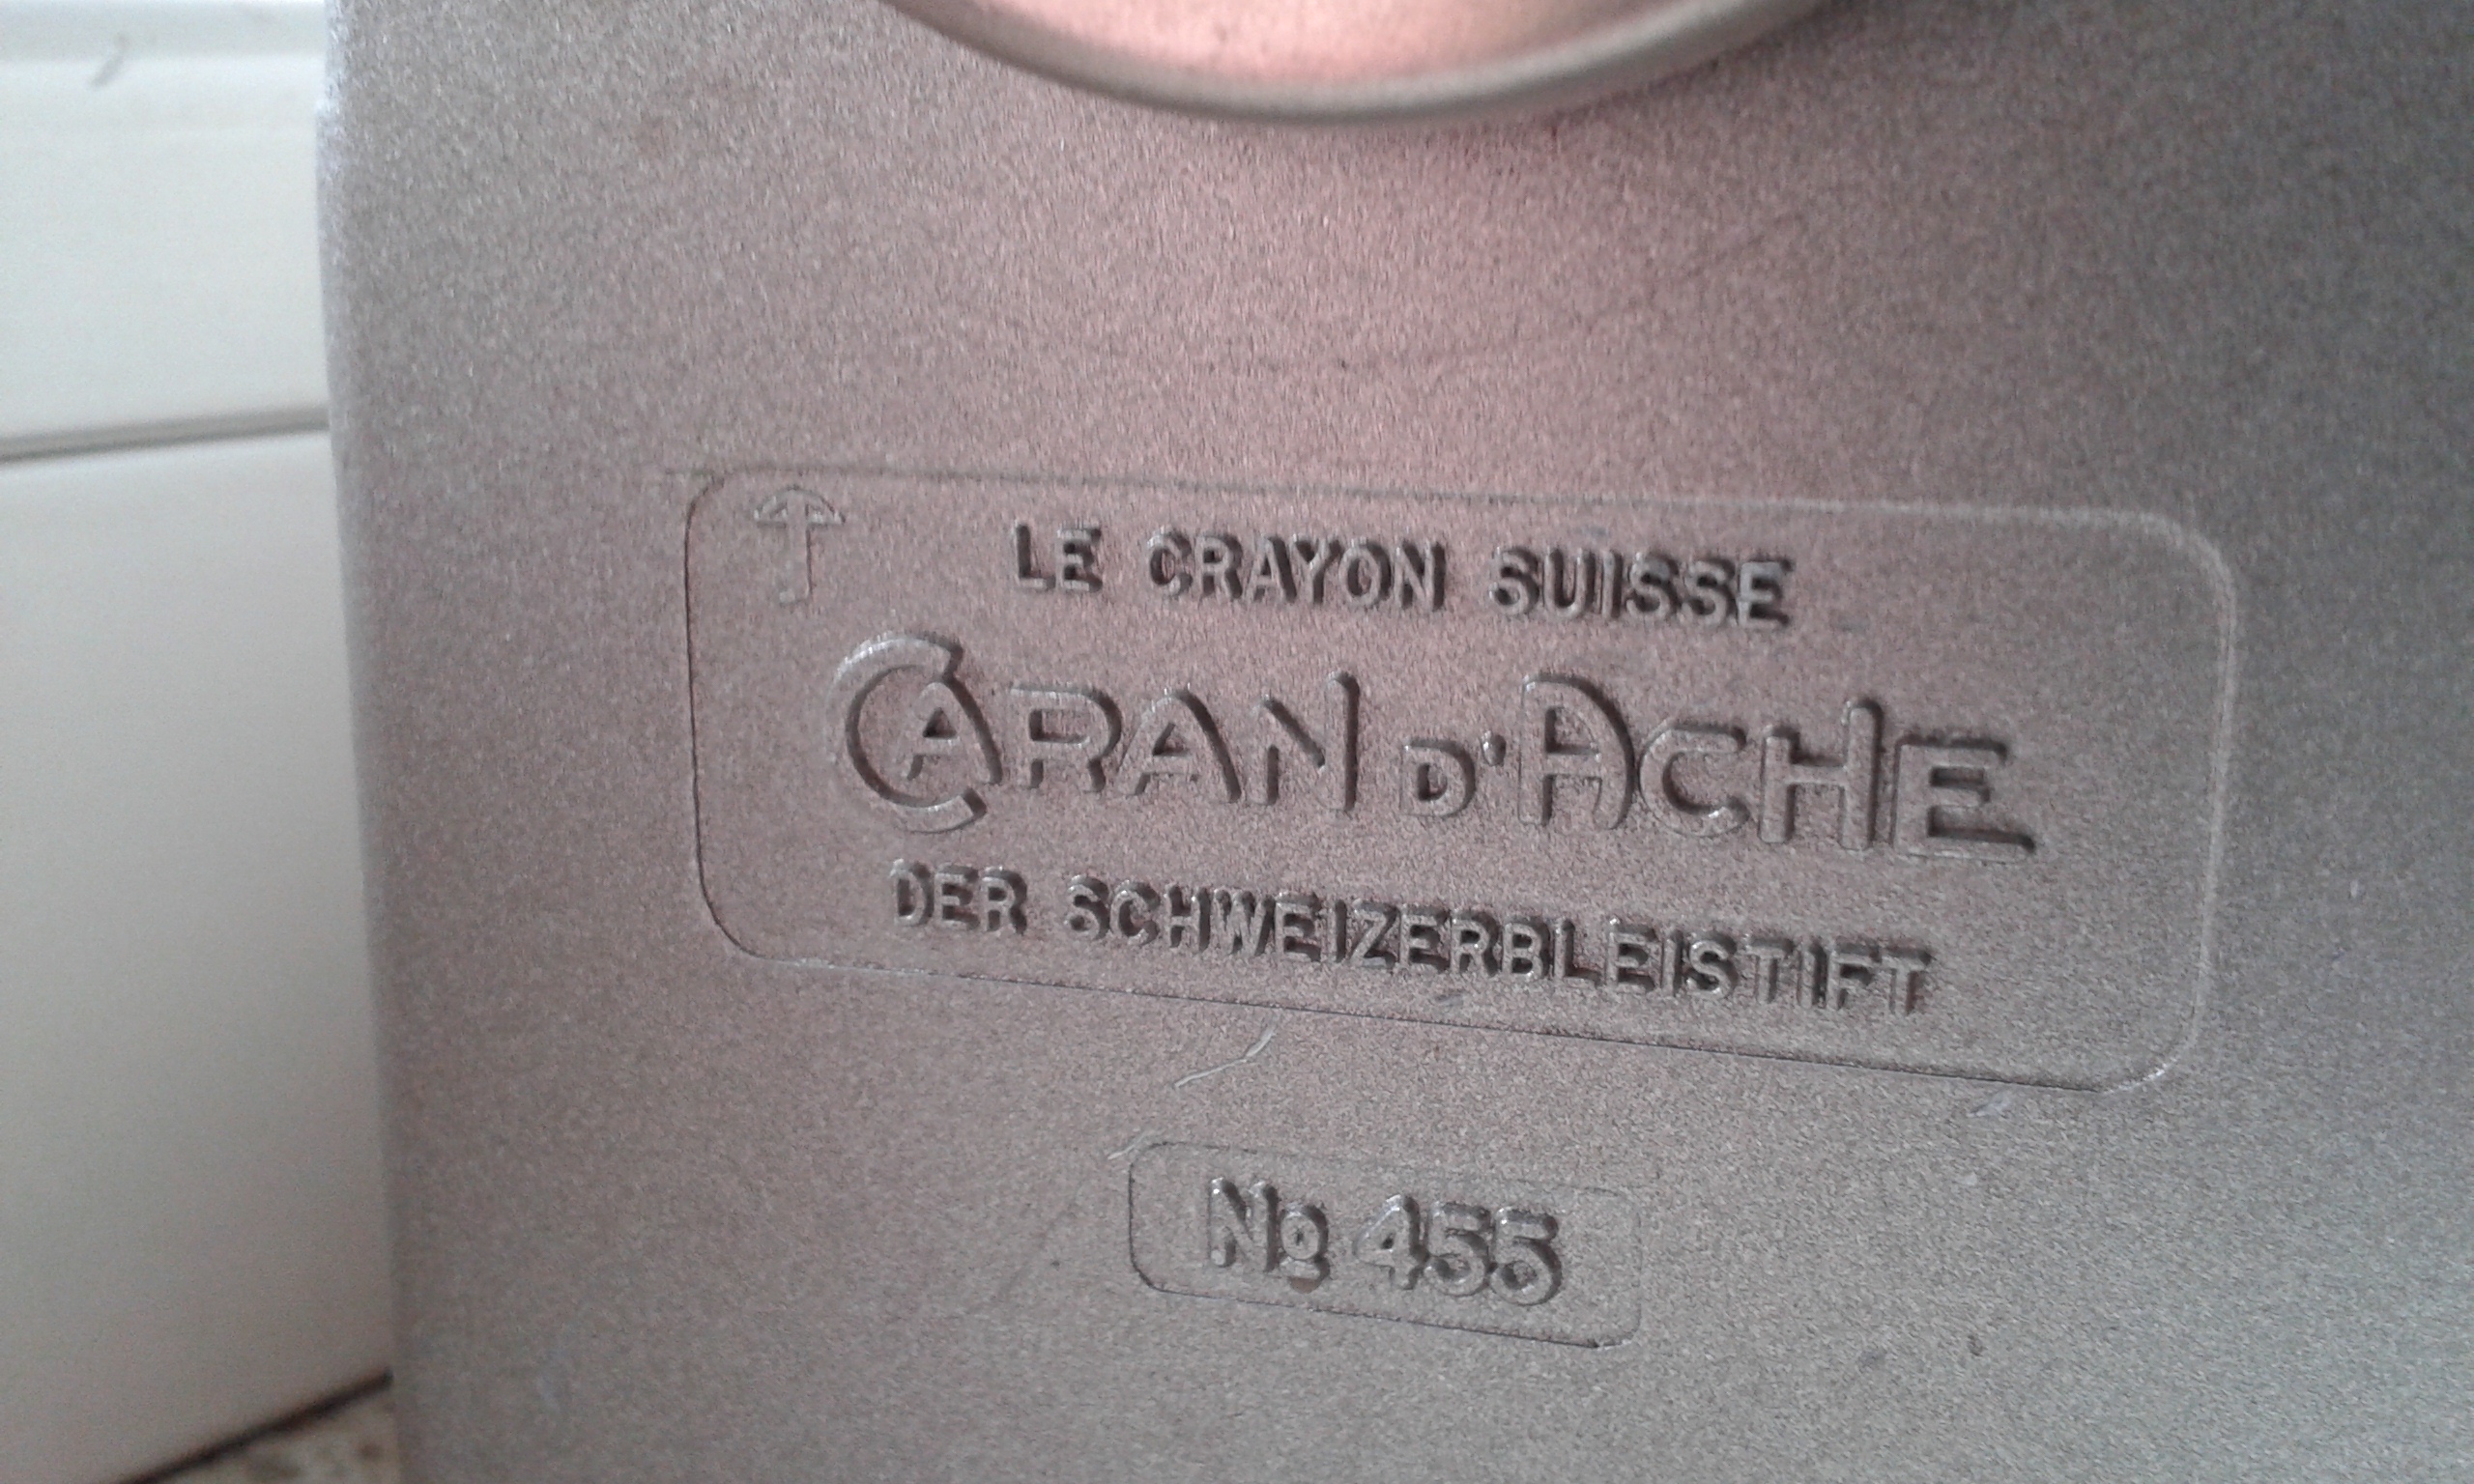 LE CRAYON SUISSE
CARAN D'ACHE
DER SCHWEIZERBLEISTIFT
No 455